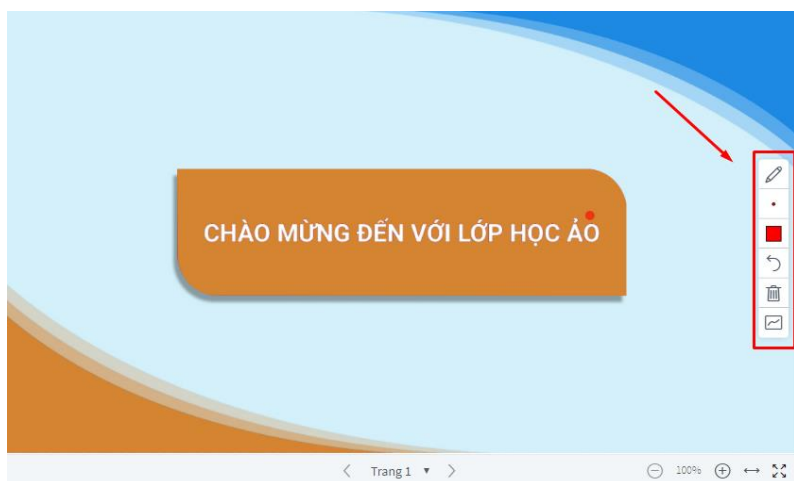 CHÀO MỪNG ĐẾN VỚI LỚP HỌC ẢO
Trang 1
100%